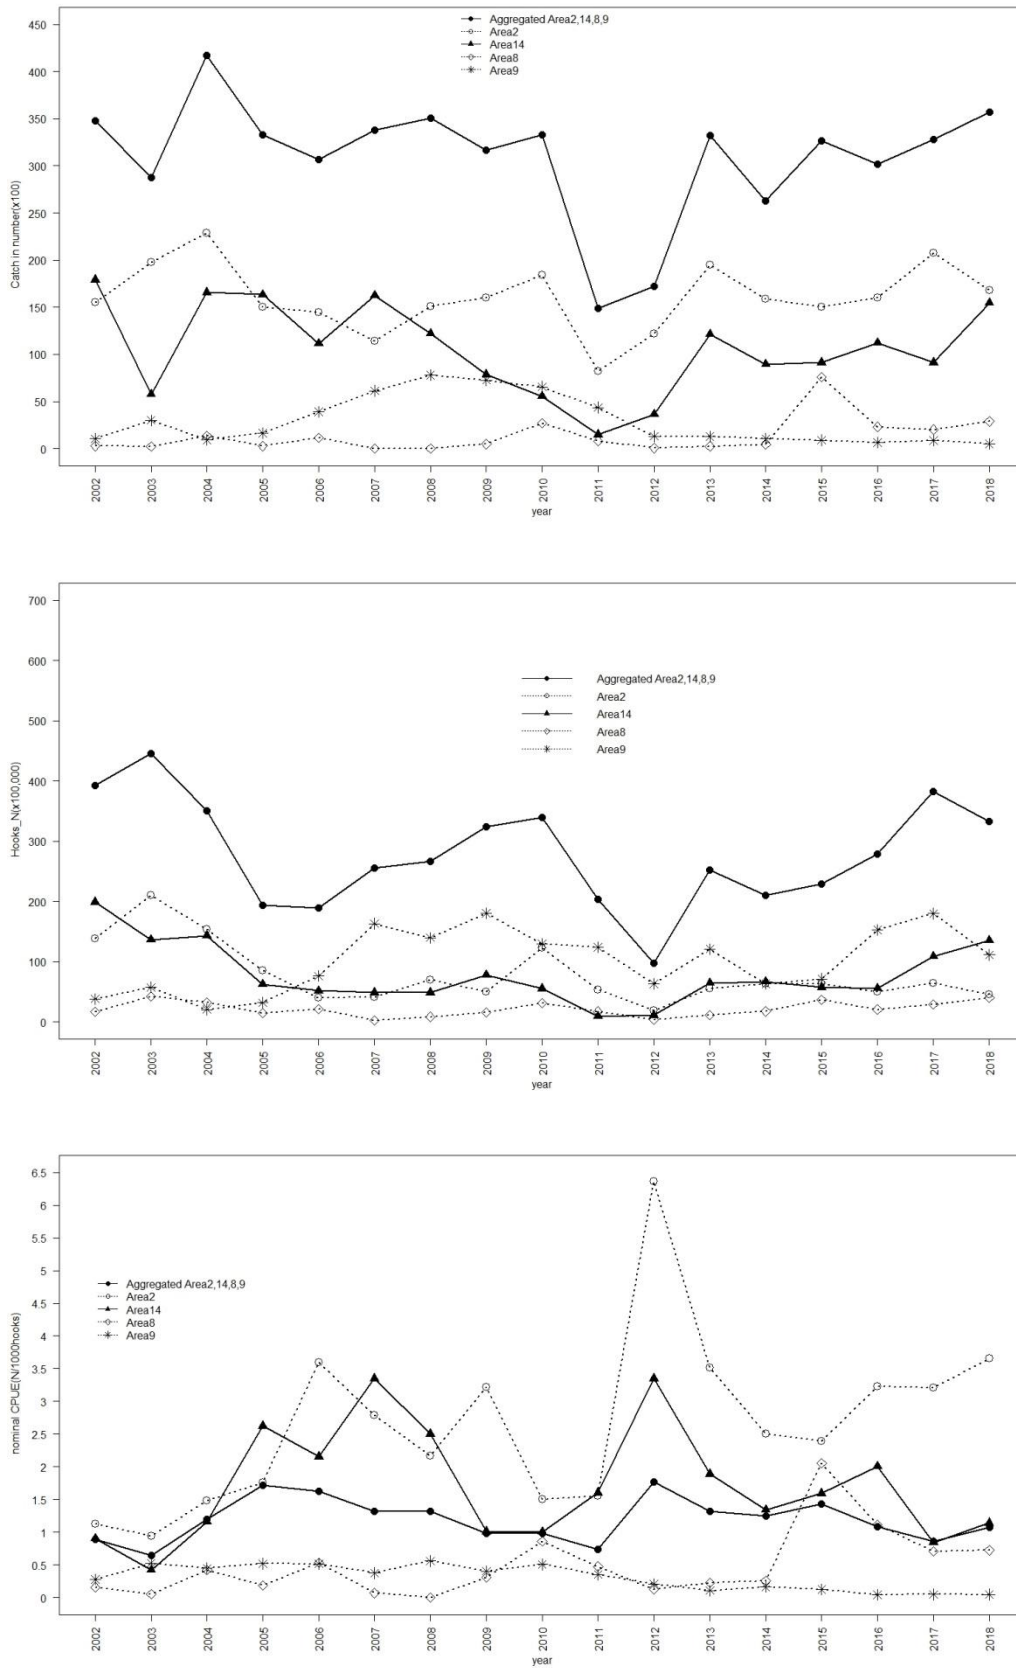 Aggregated Area2,14,8,9
Area2
Area14
Area8
Area9
450
400
350
300
250
200
150
100
50
0
Catch in number(x100)
2002 2003 2004 2005 2006 2007 2008 2009 2010 2011 2012 2013 2014 2015 2016 2017 2018
year
Aggregated Area2,14,8,9
Area2
Area14
Area8
Area9
700
600
500
400
300
200
100
0
Hooks_N(x100,000)
2002 2003 2004 2005 2006 2007 2008 2009 2010 2011 2012 2013 2014 2015 2016 2017 2018
year
Aggregated Area2,14,8,9
Area2
Area14
Area8
Area9
6.5
6
5.5
5
4.5
4
3.5
3
2.5
2
1.5
1
0.5
0
nominal CPUE(N/1000hooks)
2002 2003 2004 2005 2006 2007 2008 2009 2010 2011 2012 2013 2014 2015 2016 2017 2018
year